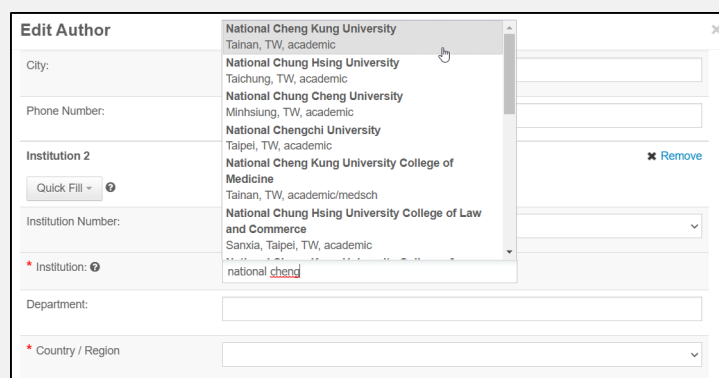 Edit Author
National Cheng Kung University
Tainan, TW, academic
National Chung Hsing University
Taichung, TW, academic
National Chung Cheng University
Minhsiung, TW, academic
National Chengchi University
Taipei, TW, academic
National Cheng Kung University College of
Medicine
Tainan, TW, academic/medsch
National Chung Hsing University College of Law
and Commerce
Sanxia, Taipei, TW, academic
City:
Phone Number:
Institution 2
✖ Remove
Quick Fill
Institution Number:
* Institution:
national cheng
Department:
* Country / Region